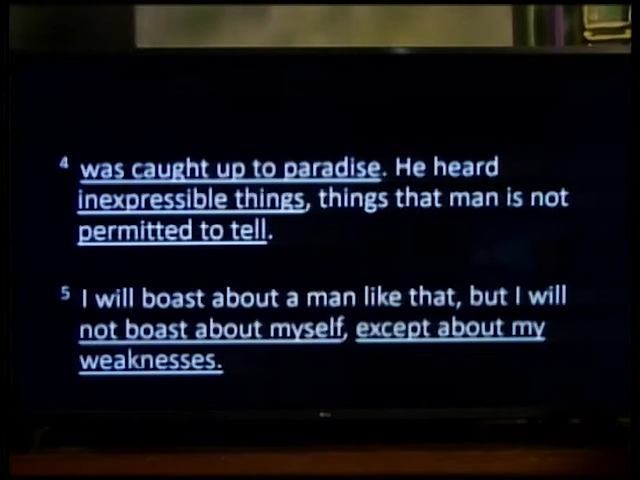 ⁴ was caught up to paradise. He heard
inexpressible things, things that man is not
permitted to tell.
⁵ I will boast about a man like that, but I will
not boast about myself, except about my
weaknesses.